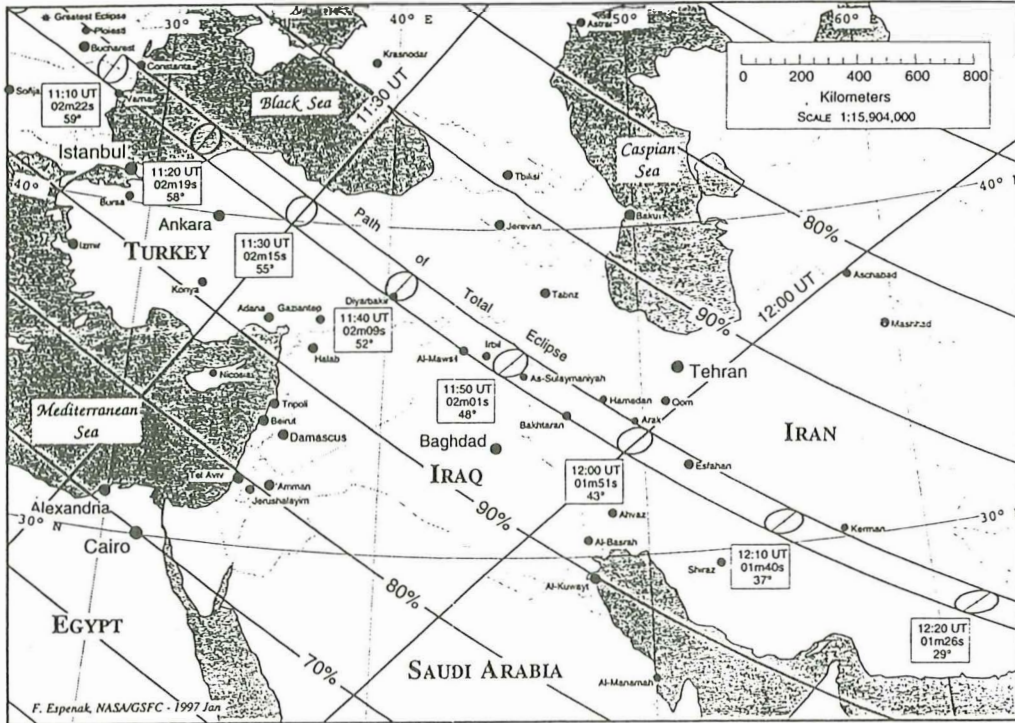 Greatest Eclipse
30° E
40° E
50° E
60° E
Ploiesti
Bucharest
Constanta
Krasnodar
Sofija
Varna
Black Sea
11:30 UT
0 200 400 600 800
Kilometers
SCALE 1:15,904,000
11:10 UT
02m22s
59°
Istanbul
Caspian
Sea
11:20 UT
02m19s
58°
Tbilisi
40°
40° N
Bursa
Ankara
Path
of
Total
Eclipse
Jerevan
Baku
80%
TURKEY
Izmir
11:30 UT
02m15s
55°
12:00 UT
Aschabad
Konya
Diyarbakir
Tabriz
90%
Adana
Gaziantep
11:40 UT
02m09s
52°
Mashhad
Halab
Al-Mawsil
Irbil
Nicosia
As-Sulaymaniyah
Tehran
11:50 UT
02m01s
48°
Mediterranean
Sea
Tripoli
Beirut
Damascus
Hamadan
Qom
Bakhtaran
Arak
Baghdad
IRAN
IRAQ
Esfahan
12:00 UT
01m51s
43°
Tel Aviv
Amman
Jerushalayim
Alexandria
90%
30° N
Ahvaz
30° N
Kerman
Cairo
Al-Basrah
12:10 UT
01m40s
37°
Shiraz
Al-Kuwayt
80%
EGYPT
12:20 UT
01m26s
29°
70%
SAUDI ARABIA
Al-Manamah
F. Espenak, NASA/GSFC - 1997 Jan